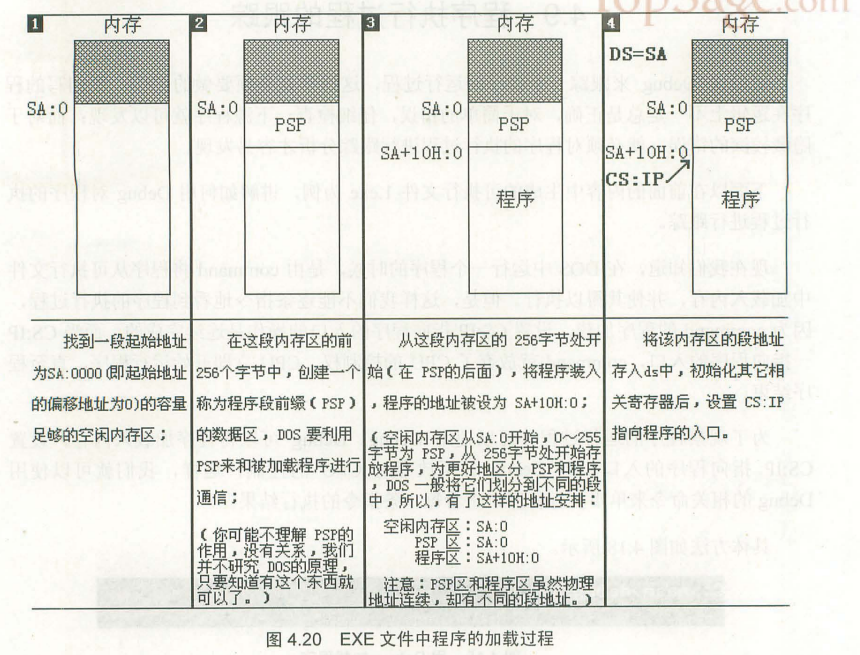 1 内存
SA:0
2 内存
SA:0
PSP
3 内存
SA:0
PSP
SA+10H:0
程序
4 内存
DS=SA
SA:0
PSP
SA+10H:0
CS:IP
程序
找到一段起始地址
为SA:0000(即起始地址
的偏移地址为0)的容量
足够的空闲内存区；
在这段内存区的前
256个字节中，创建一个
称为程序段前缀（PSP）
的数据区，DOS要利用
PSP来和被加载程序进行
通信；
（你可能不理解 PSP的
作用，没有关系，我们
并不研究 DOS的原理，
只要知道有这个东西就
可以了。）
从这段内存区的 256字节处开
始（在 PSP的后面），将程序装入
，程序的地址被设为 SA+10H:0；
（空闲内存区从SA:0开始，0～255
字节为 PSP，从 256字节处开始存
放程序，为更好地区分 PSP和程序
，DOS 一般将它们划分到不同的段
中，所以，有了这样的地址安排：
空闲内存区：SA:0
PSP 区：SA:0
程序区：SA+10H:0
注意：PSP区和程序区虽然物理
地址连续，却有不同的段地址。）
将该内存区的段地址
存入ds中，初始化其它相
关寄存器后，设置 CS:IP
指向程序的入口。
图 4.20 EXE 文件中程序的加载过程